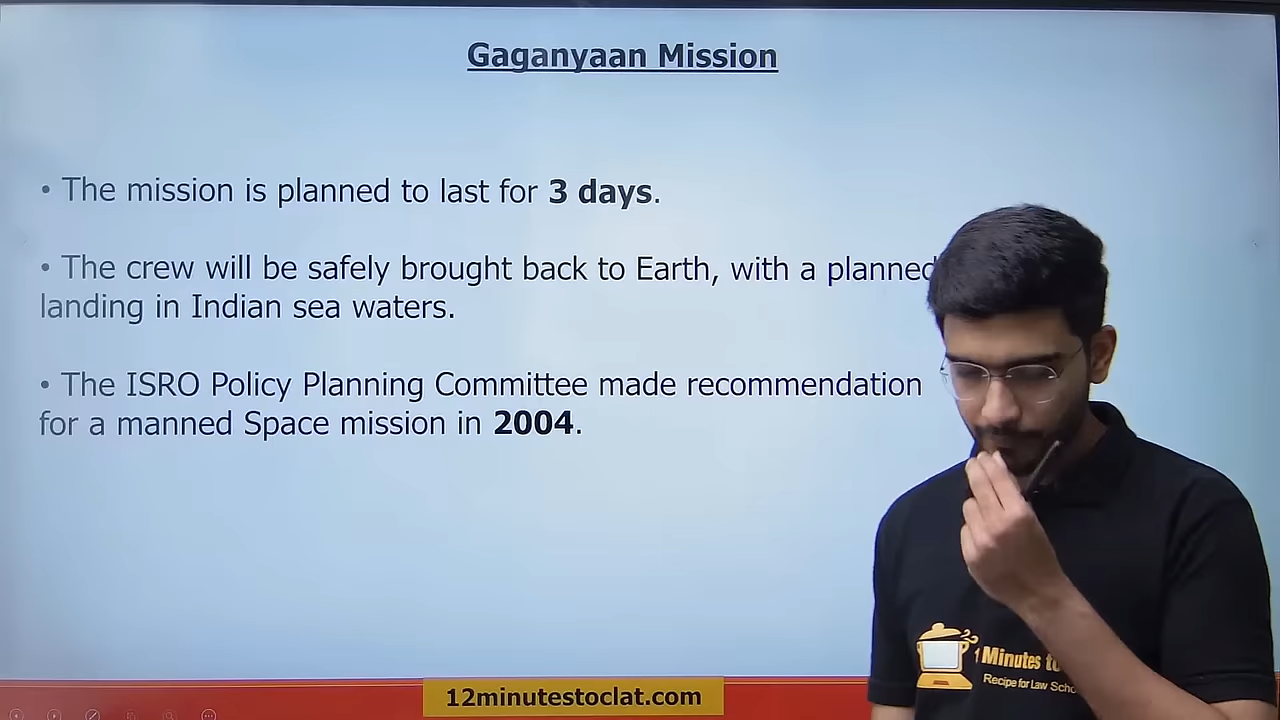 Gaganyaan Mission
• The mission is planned to last for 3 days.
• The crew will be safely brought back to Earth, with a planned
landing in Indian sea waters.
• The ISRO Policy Planning Committee made recommendation
for a manned Space mission in 2004.
Minutes
Recipe for Law
12minutestoclat.com